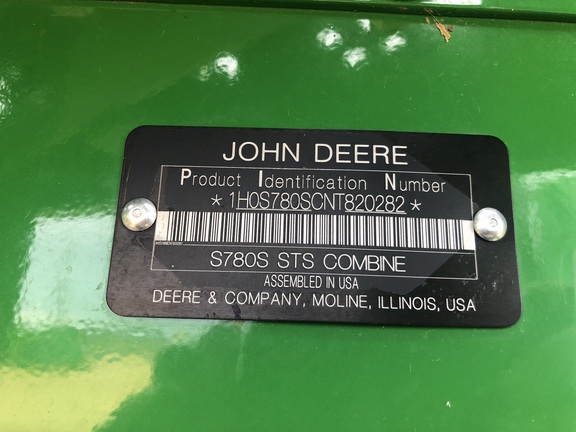 JOHN DEERE
Product Identification Number
*1H0S780SCNT820282*
S780S STS COMBINE
ASSEMBLED IN USA
DEERE & COMPANY, MOLINE, ILLINOIS, USA